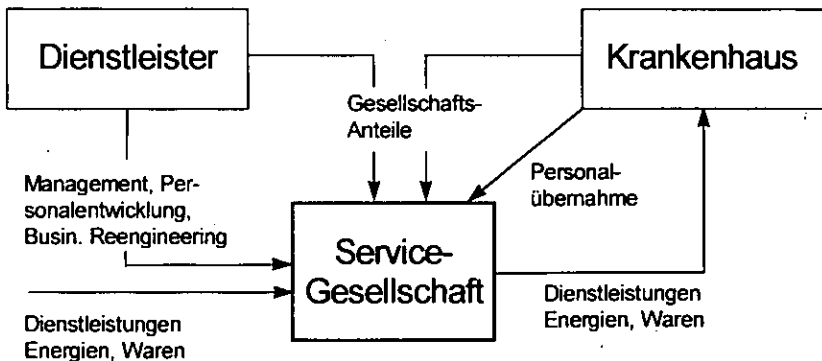 Dienstleister
Krankenhaus
Gesellschafts-
Anteile
Management, Per-
sonalentwicklung,
Busin. Reengineering
Personal-
übernahme
Service-
Gesellschaft
Dienstleistungen
Energien, Waren
Dienstleistungen
Energien, Waren